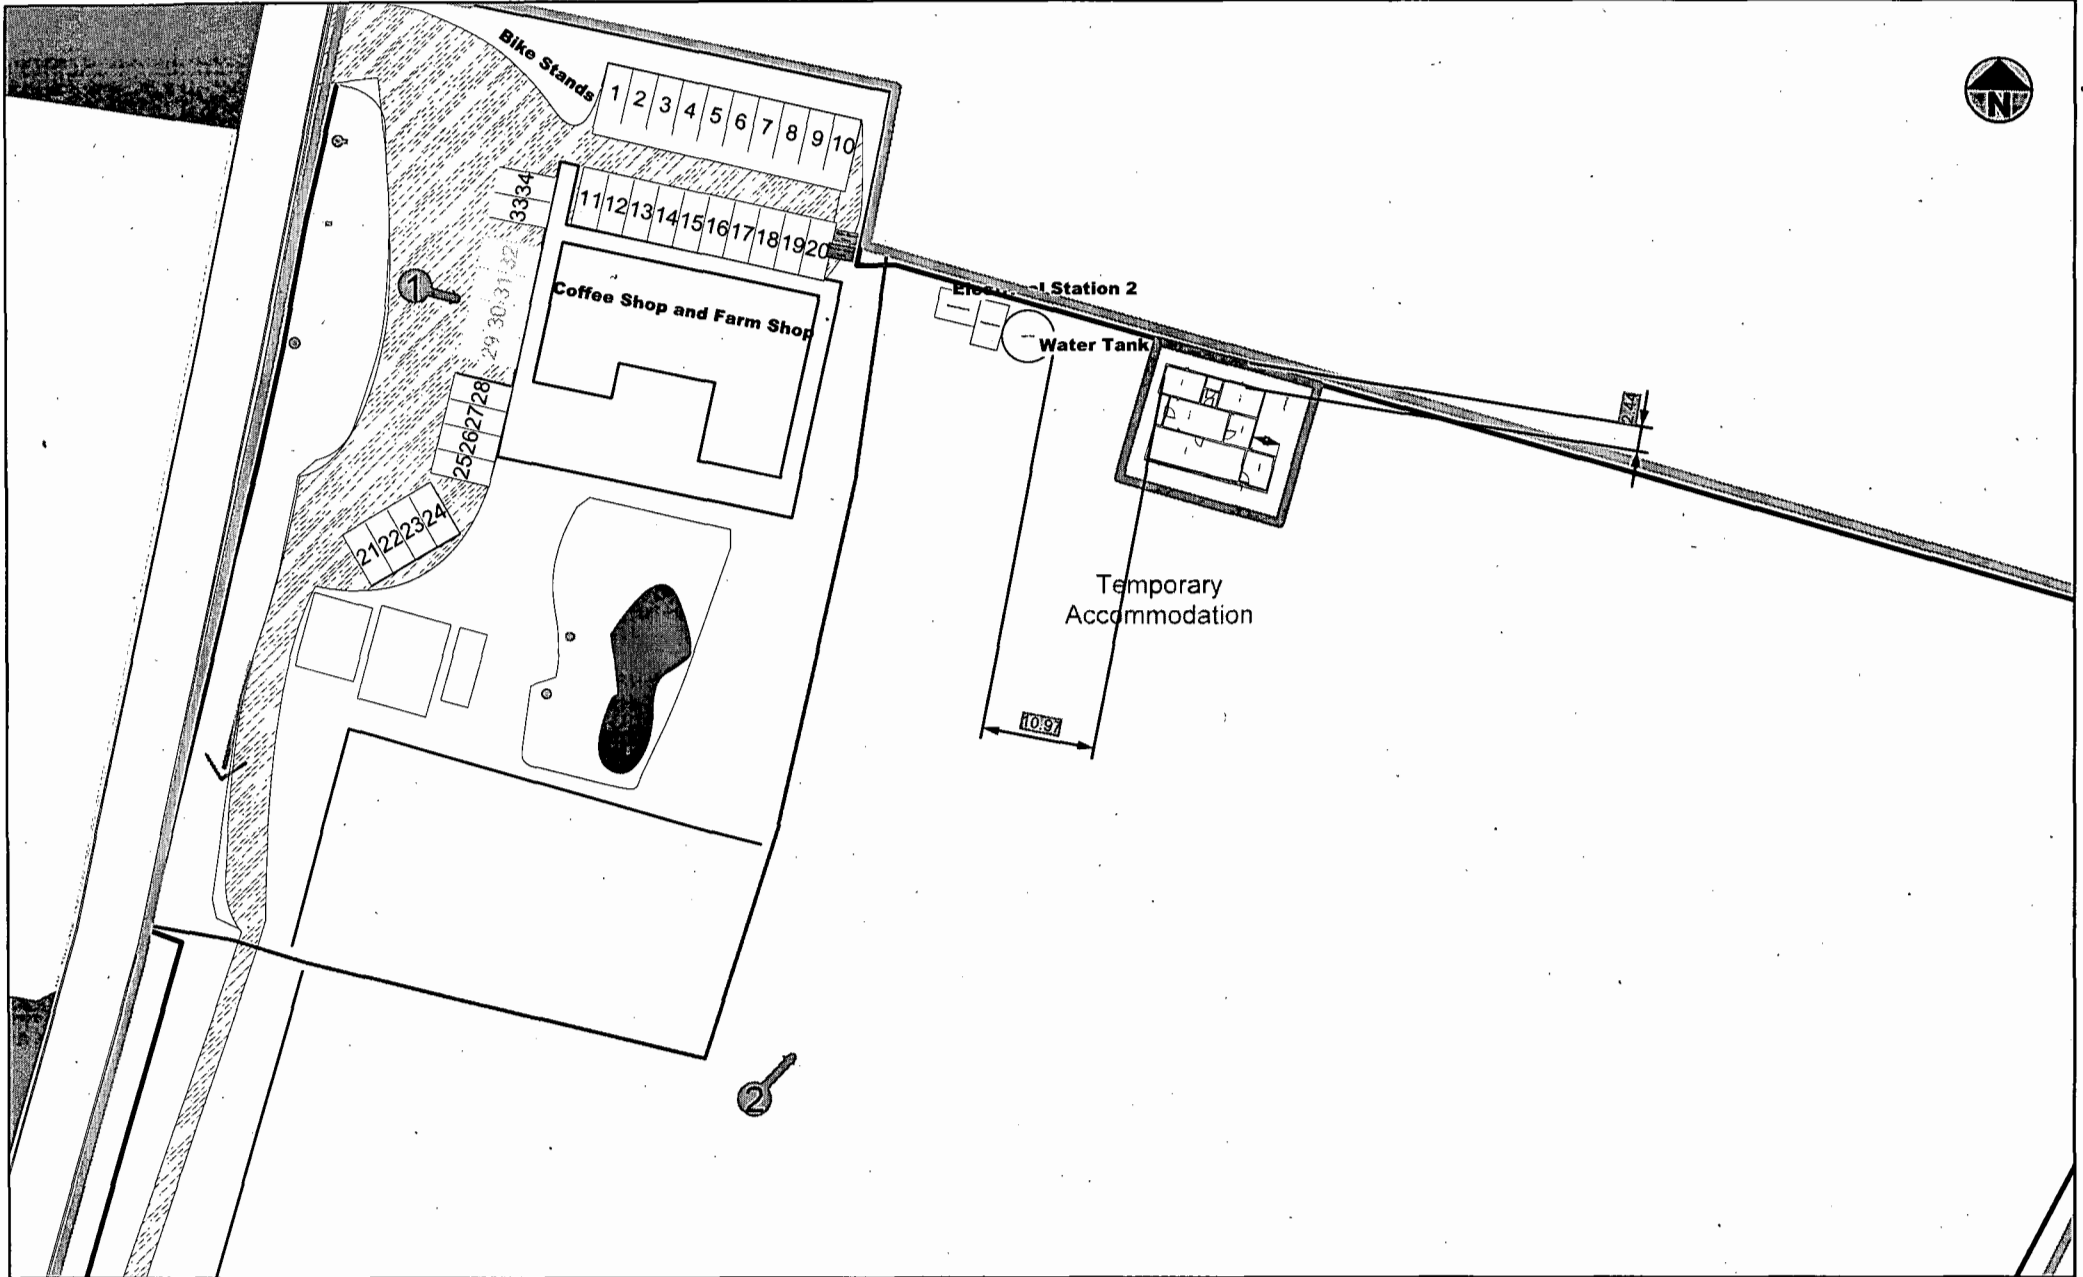 Bike Stands
1 2 3 4 5 6 7 8 9 10
N
33 34
11 12 13 14 15 16 17 18 19 20
1
29 30 31 32
Coffee Shop and Farm Shop
Station 2
Water Tank
2.44
25 26 27 28
21 22 23 24
Temporary
Accommodation
10.97
2